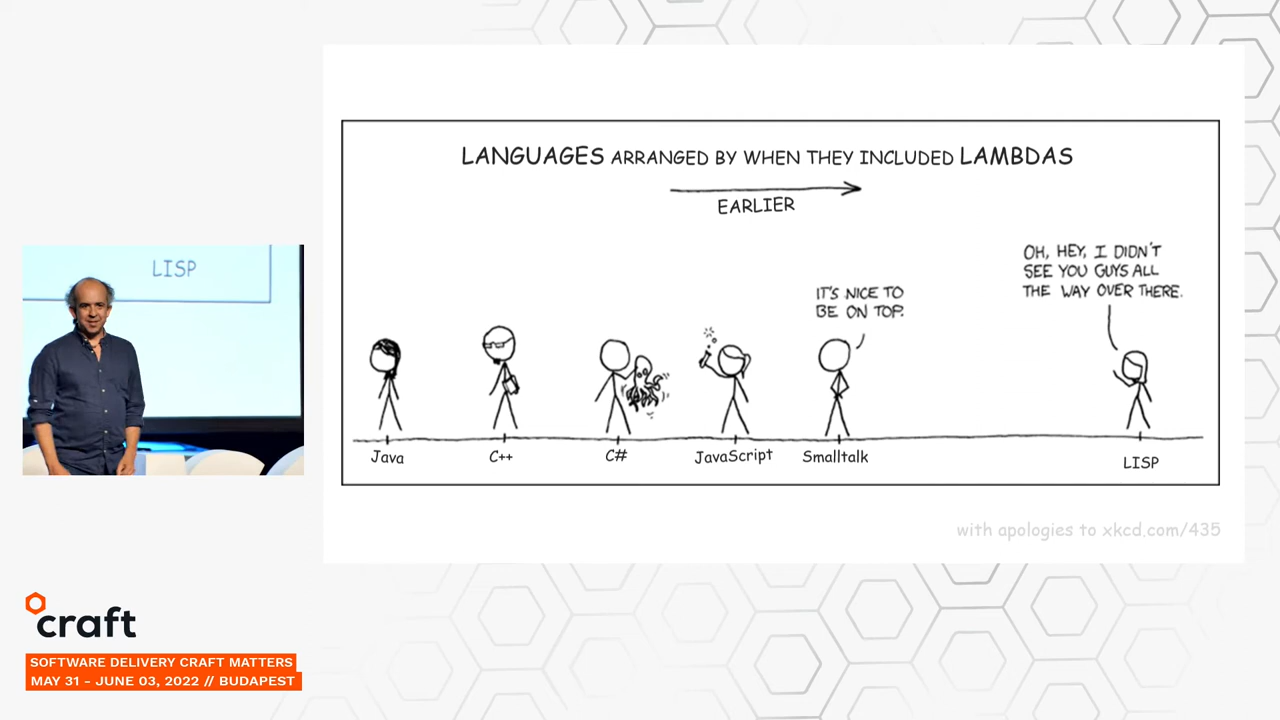 LISP
LANGUAGES ARRANGED BY WHEN THEY INCLUDED LAMBDAS
EARLIER
OH, HEY, I DIDN'T
SEE YOU GUYS ALL
THE WAY OVER THERE.
IT'S NICE TO
BE ON TOP.
Java
C++
C#
JavaScript
Smalltalk
LISP
with apologies to xkcd.com/435
craft
SOFTWARE DELIVERY CRAFT MATTERS
MAY 31 - JUNE 03, 2022 // BUDAPEST